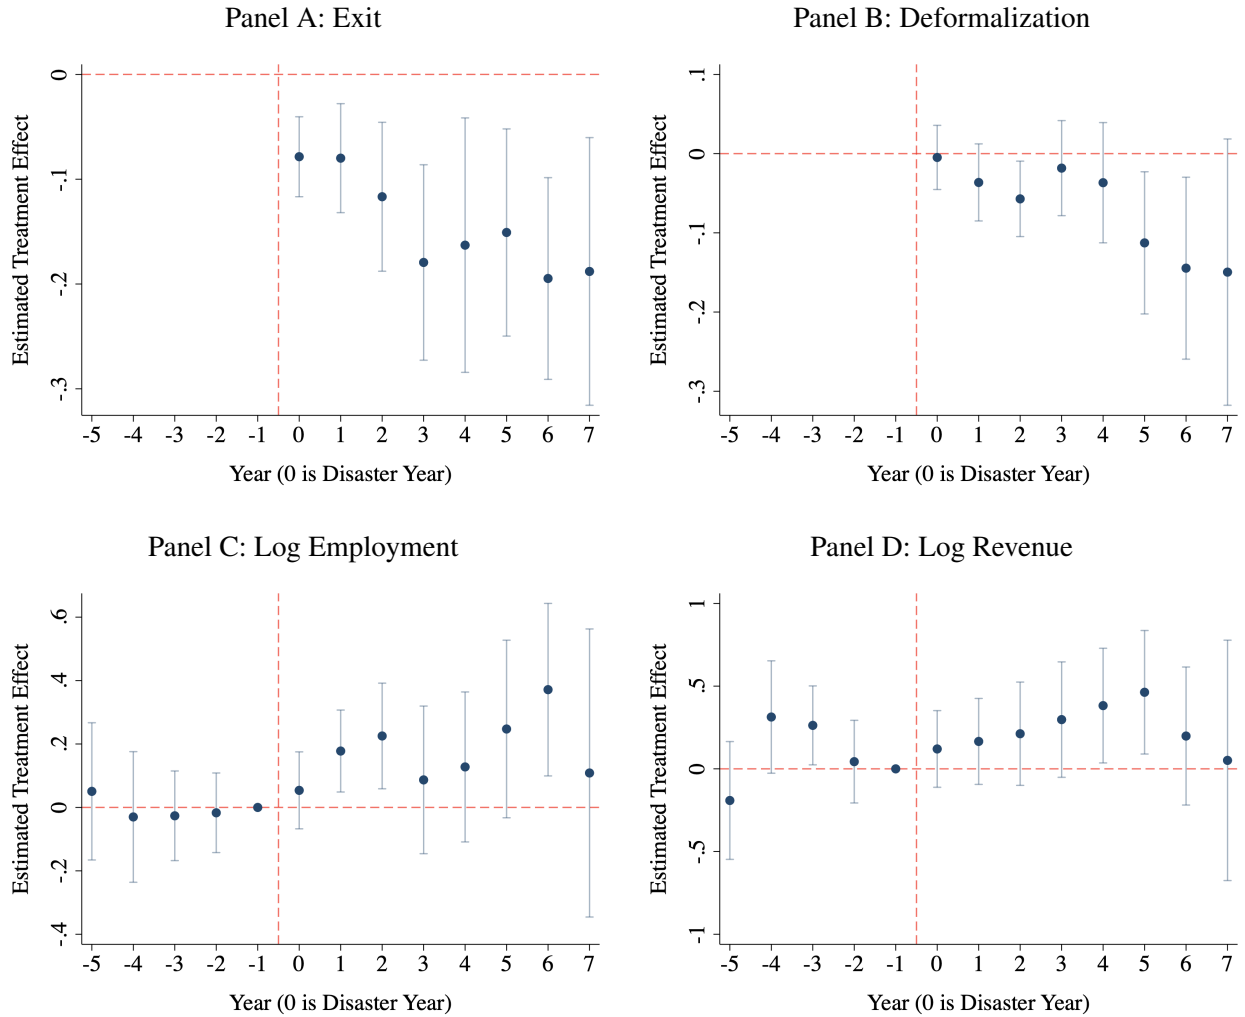 Panel A: Exit
Estimated Treatment Effect
0
-.1
-.2
-.3
-5 -4 -3 -2 -1 0 1 2 3 4 5 6 7
Year (0 is Disaster Year)
Panel B: Deformalization
Estimated Treatment Effect
.1
0
-.1
-.2
-.3
-5 -4 -3 -2 -1 0 1 2 3 4 5 6 7
Year (0 is Disaster Year)
Panel C: Log Employment
Estimated Treatment Effect
.6
.4
.2
0
-.2
-.4
-5 -4 -3 -2 -1 0 1 2 3 4 5 6 7
Year (0 is Disaster Year)
Panel D: Log Revenue
Estimated Treatment Effect
1
.5
0
-.5
-1
-5 -4 -3 -2 -1 0 1 2 3 4 5 6 7
Year (0 is Disaster Year)